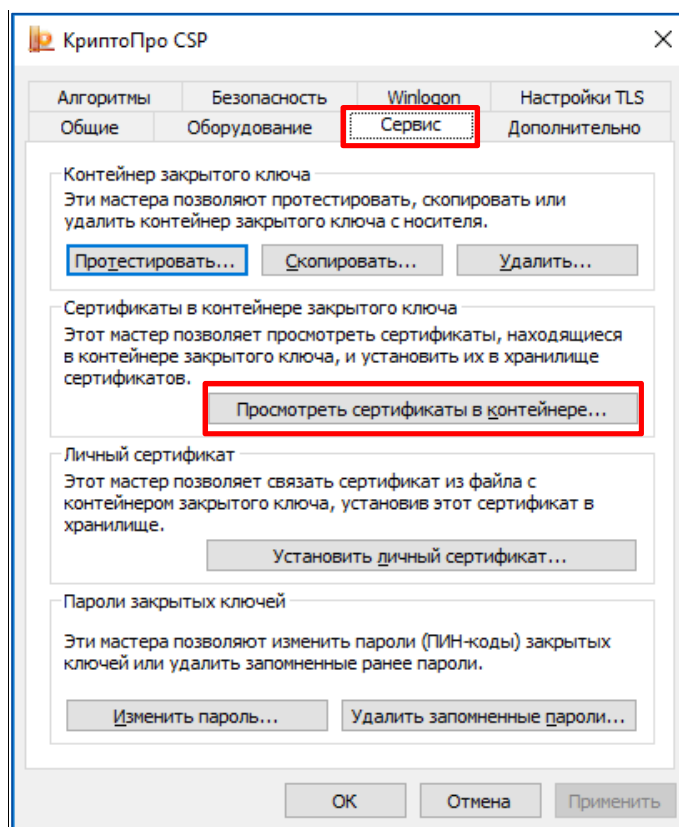 КриптоПро CSP
Алгоритмы Безопасность Winlogon Настройки TLS
Общие Оборудование Сервис Дополнительно
Контейнер закрытого ключа
Эти мастера позволяют протестировать, скопировать или
удалить контейнер закрытого ключа с носителя.
Протестировать... Скопировать... Удалить...
Сертификаты в контейнере закрытого ключа
Этот мастер позволяет просмотреть сертификаты, находящиеся
в контейнере закрытого ключа, и установить их в хранилище
сертификатов.
Просмотреть сертификаты в контейнере...
Личный сертификат
Этот мастер позволяет связать сертификат из файла с
контейнером закрытого ключа, установив этот сертификат в
хранилище.
Установить личный сертификат...
Пароли закрытых ключей
Эти мастера позволяют изменить пароли (ПИН-коды) закрытых
ключей или удалить запомненные ранее пароли.
Изменить пароль... Удалить запомненные пароли...
ОК Отмена Применить